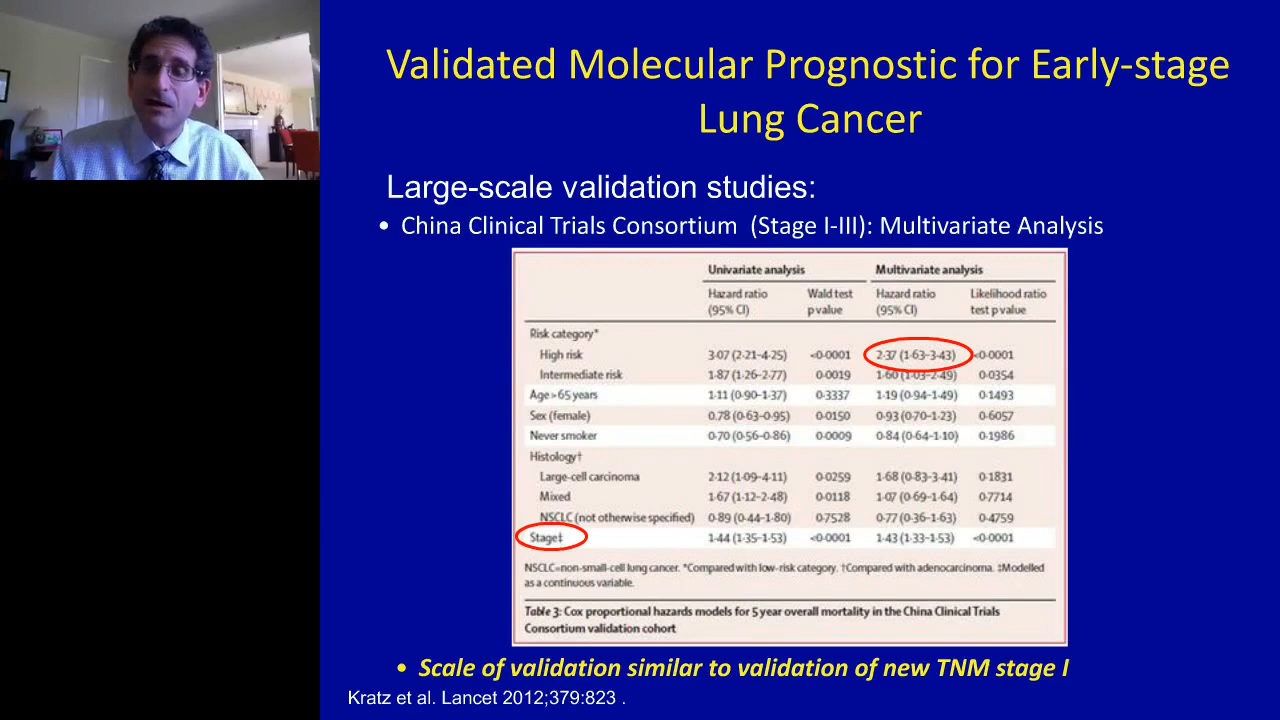 Validated Molecular Prognostic for Early-stage
Lung Cancer
Large-scale validation studies:
• China Clinical Trials Consortium (Stage I-III): Multivariate Analysis
Univariate analysis Multivariate analysis
Hazard ratio Wald test Hazard ratio Likelihood ratio
(95% CI) p value (95% CI) test p value
Risk category*
High risk 3·07 (2·21–4·25) <0·0001 2·37 (1·63–3·43) <0·0001
Intermediate risk 1·87 (1·26–2·77) 0·0019 1·60 (1·03–2·49) 0·0354
Age >65 years 1·11 (0·90–1·37) 0·3337 1·19 (0·94–1·49) 0·1493
Sex (female) 0.78 (0·63–0·95) 0·0150 0·93 (0·70–1·23) 0·6057
Never smoker 0·70 (0·56–0·86) 0·0009 0·84 (0·64–1·10) 0·1986
Histology†
Large-cell carcinoma 2·12 (1·09–4·11) 0·0259 1·68 (0·83–3·41) 0·1831
Mixed 1·67 (1·12–2·48) 0·0118 1·07 (0·69–1·64) 0·7714
NSCLC (not otherwise specified) 0·89 (0·44–1·80) 0·7528 0·77 (0·36–1·63) 0·4759
Stage‡ 1·44 (1·35–1·53) <0·0001 1·43 (1·33–1·53) <0·0001
NSCLC=non-small-cell lung cancer. *Compared with low-risk category. †Compared with adenocarcinoma. ‡Modelled
as a continuous variable.
Table 3: Cox proportional hazards models for 5 year overall mortality in the China Clinical Trials
Consortium validation cohort
• Scale of validation similar to validation of new TNM stage I
Kratz et al. Lancet 2012;379:823 .